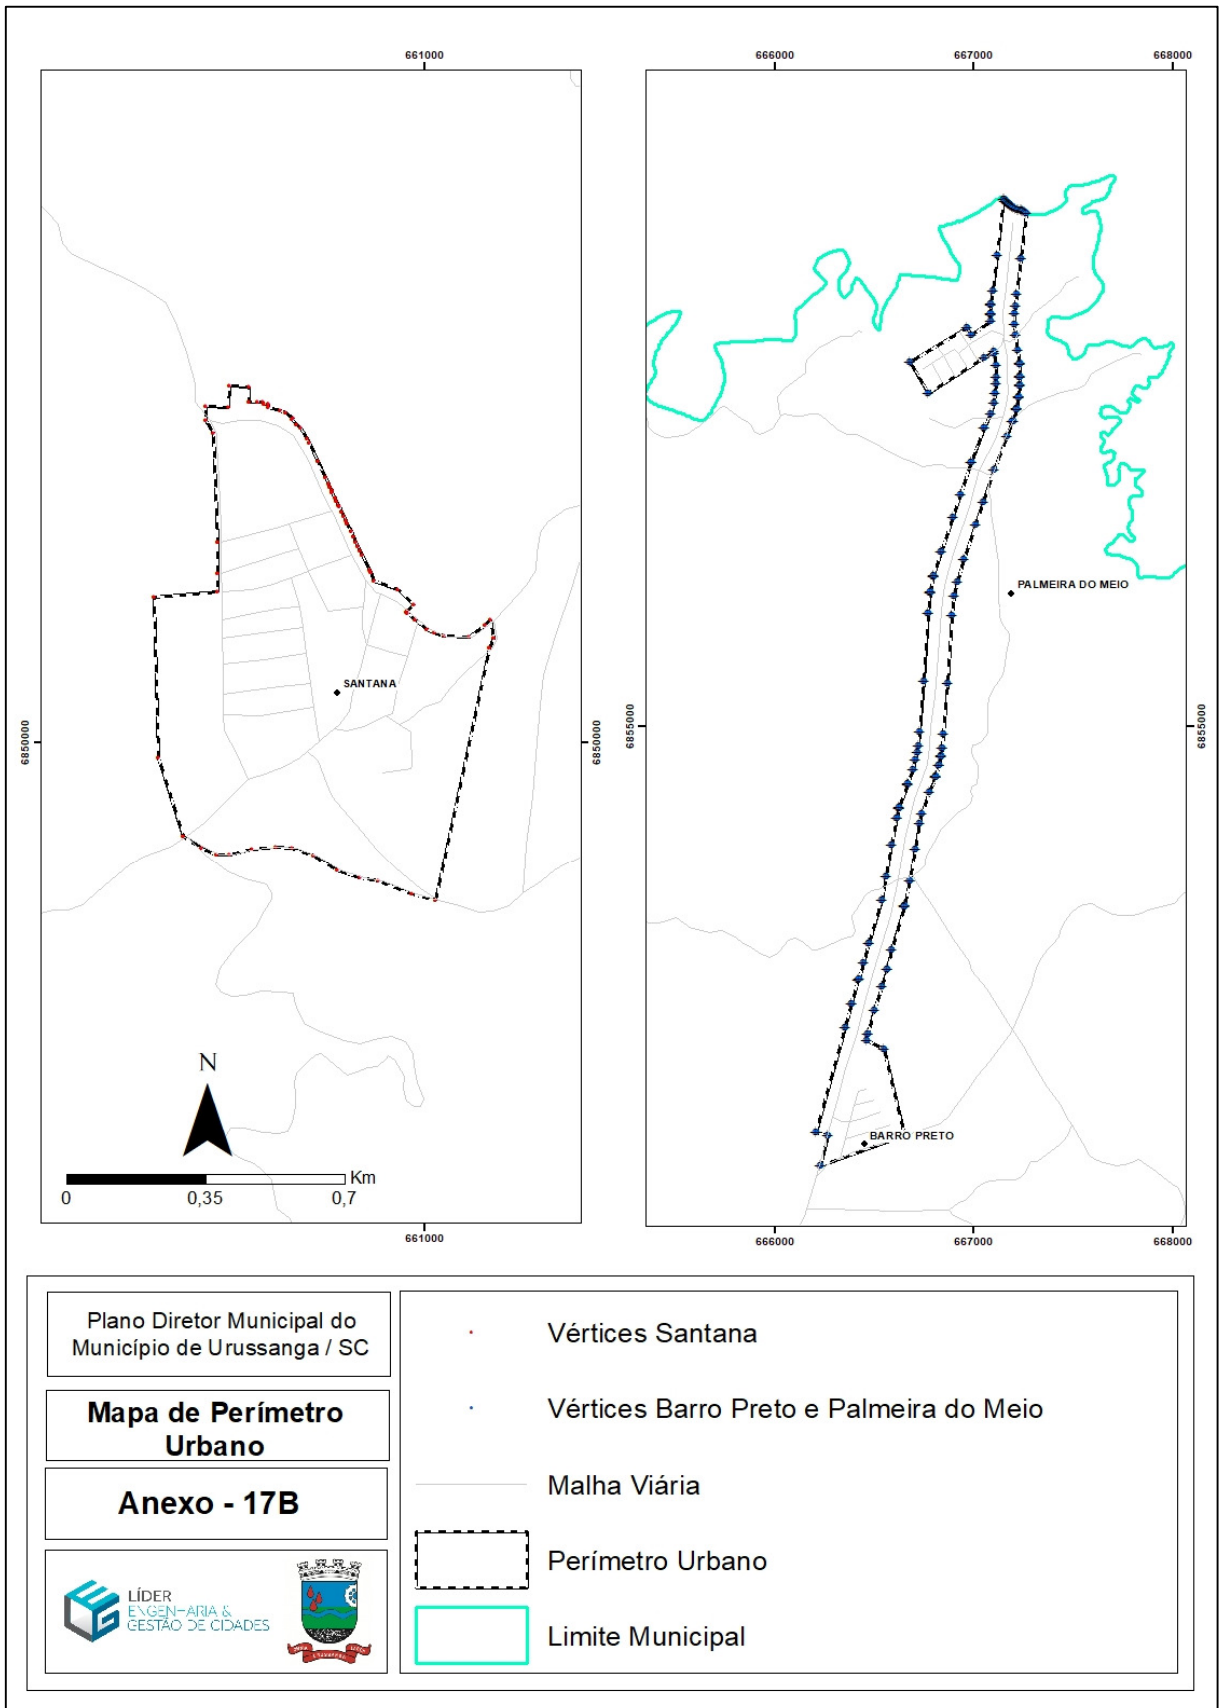 661000
666000
667000
668000
PALMEIRA DO MEIO
SANTANA
6850000
6850000
6855000
6855000
N
BARRO PRETO
Km
0
0,35
0,7
661000
666000
667000
668000
Plano Diretor Municipal do
Município de Urussanga / SC
Mapa de Perímetro
Urbano
Anexo - 17B
LÍDER
ENGENHARIA &
GESTÃO DE CIDADES
Vértices Santana
Vértices Barro Preto e Palmeira do Meio
Malha Viária
Perímetro Urbano
Limite Municipal